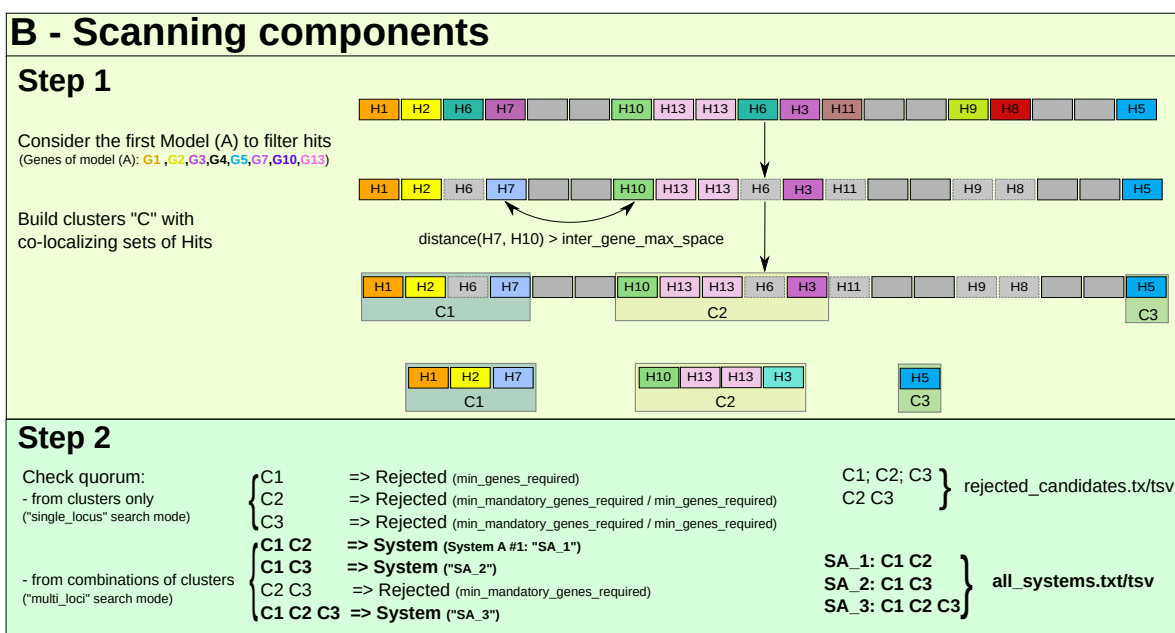 B - Scanning components
Step 1
H1 H2 H6 H7 H10 H13 H13 H6 H3 H11 H9 H8 H5
Consider the first Model (A) to filter hits
(Genes of model (A): G1 ,G2,G3,G4,G5,G7,G10,G13)
H1 H2 H6 H7 H10 H13 H13 H6 H3 H11 H9 H8 H5
Build clusters "C" with
co-localizing sets of Hits
distance(H7, H10) > inter_gene_max_space
H1 H2 H6 H7 H10 H13 H13 H6 H3 H11 H9 H8 H5
C1 C2 C3
H1 H2 H7 H10 H13 H13 H3 H5
C1 C2 C3
Step 2
Check quorum:
- from clusters only
("single_locus" search mode)
C1 => Rejected (min_genes_required)
C2 => Rejected (min_mandatory_genes_required / min_genes_required)
C3 => Rejected (min_mandatory_genes_required / min_genes_required)
C1; C2; C3
C2 C3
rejected_candidates.tx/tsv
- from combinations of clusters
("multi_loci" search mode)
C1 C2 => System (System A #1: "SA_1")
C1 C3 => System ("SA_2")
C2 C3 => Rejected (min_mandatory_genes_required)
C1 C2 C3 => System ("SA_3")
SA_1: C1 C2
SA_2: C1 C3
SA_3: C1 C2 C3
all_systems.txt/tsv